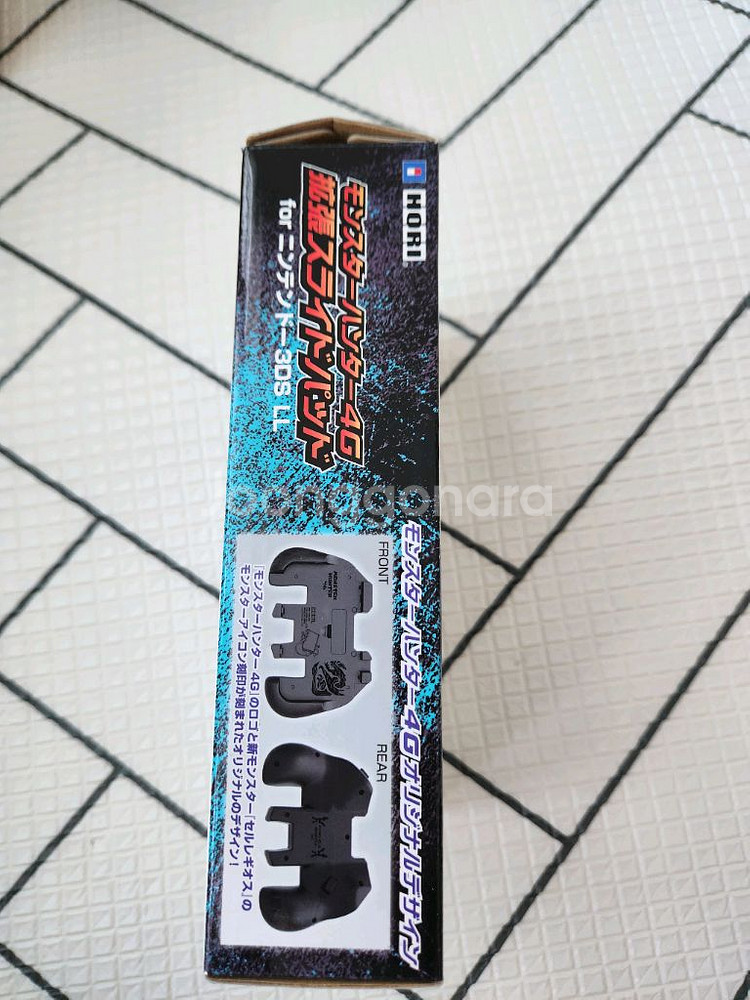 HORI
モンスターハンター4G
拡張スライドパッド
for ニンテンドー3DS LL
モンスターハンター4Gオリジナルデザイン
FRONT
REAR
「モンスターハンター4G」のロゴと新モンスター「セルレギオス」の
モンスターアイコン刻印が刻まれたオリジナルのデザイン!
joongonara